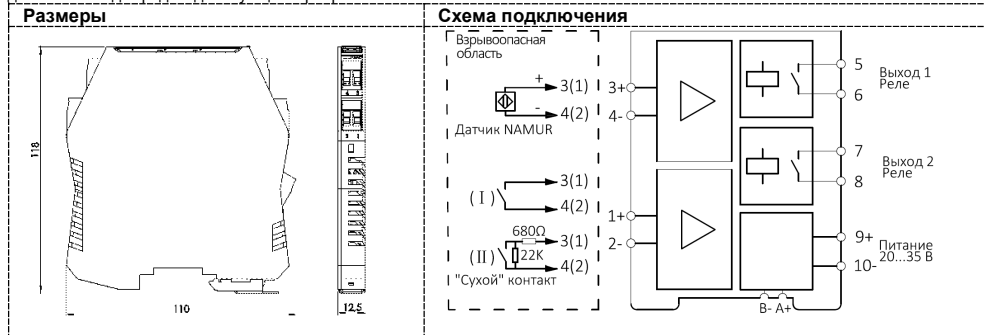 Размеры
Схема подключения
118
110
12,5
Взрывоопасная
область
+
3(1)
-
4(2)
Датчик NAMUR
(I)
3(1)
4(2)
680Ω
3(1)
(II)
22K
4(2)
"Сухой" контакт
3+
4-
1+
2-
5
6
Выход 1
Реле
7
8
Выход 2
Реле
9+
10-
Питание
20...35 В
B- A+